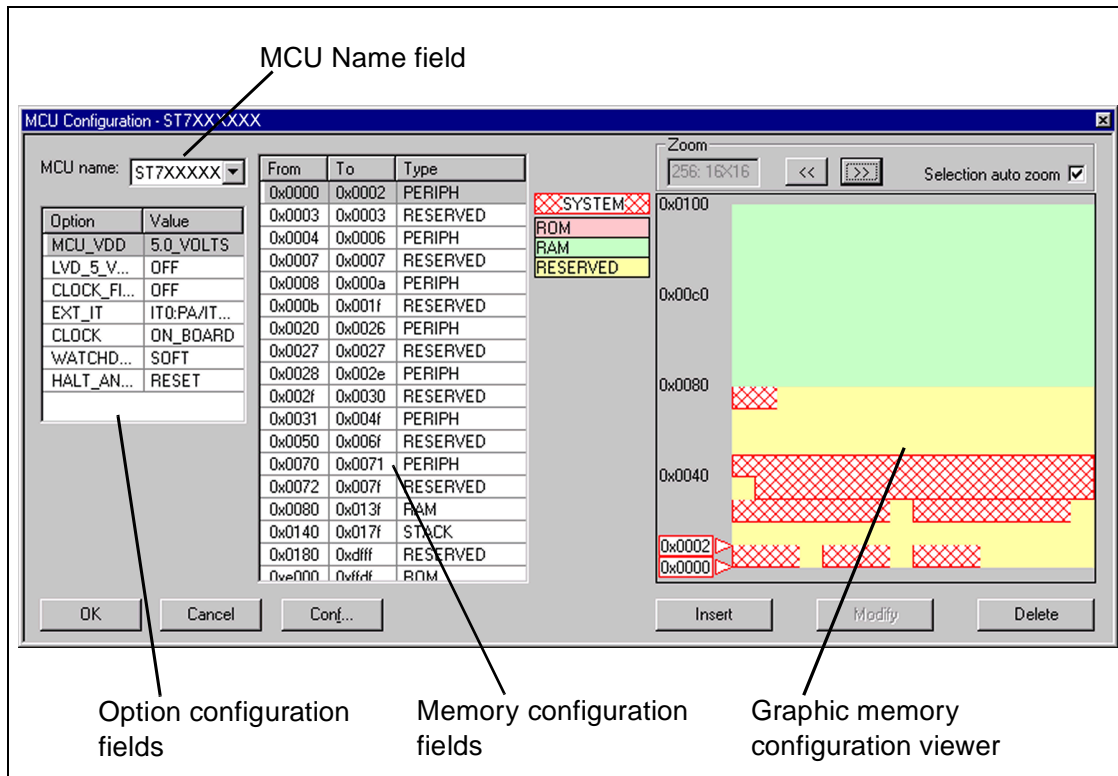 MCU Name field
MCU Configuration - ST7XXXXXX
MCU name: ST7XXXXX
Option Value
MCU_VDD 5.0_VOLTS
LVD_5_V... OFF
CLOCK_FI... OFF
EXT_IT IT0:PA/IT...
CLOCK ON_BOARD
WATCHD... SOFT
HALT_AN... RESET
From To Type
0x0000 0x0002 PERIPH
0x0003 0x0003 RESERVED
0x0004 0x0006 PERIPH
0x0007 0x0007 RESERVED
0x0008 0x000a PERIPH
0x000b 0x001f RESERVED
0x0020 0x0026 PERIPH
0x0027 0x0027 RESERVED
0x0028 0x002e PERIPH
0x002f 0x0030 RESERVED
0x0031 0x004f PERIPH
0x0050 0x006f RESERVED
0x0070 0x0071 PERIPH
0x0072 0x007f RESERVED
0x0080 0x013f RAM
0x0140 0x017f STACK
0x0180 0xdfff RESERVED
0xe000 0xffdf ROM
SYSTEM
ROM
RAM
RESERVED
Zoom
256: 16X16 << >> Selection auto zoom
0x0100
0x00c0
0x0080
0x0040
0x0002
0x0000
OK Cancel Conf... Insert Modify Delete
Option configuration
fields
Memory configuration
fields
Graphic memory
configuration viewer